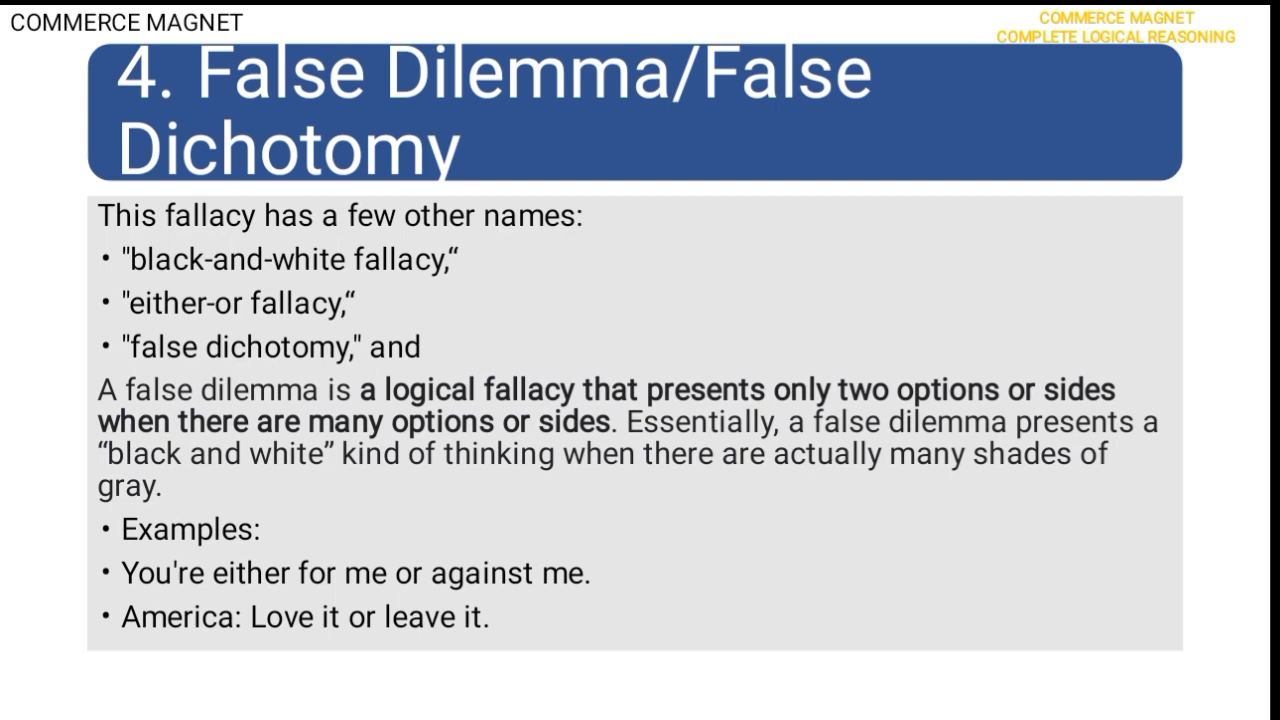 COMMERCE MAGNET
COMMERCE MAGNET
COMPLETE LOGICAL REASONING
4. False Dilemma/False
Dichotomy
This fallacy has a few other names:
• "black-and-white fallacy,“
• "either-or fallacy,“
• "false dichotomy," and
A false dilemma is a logical fallacy that presents only two options or sides
when there are many options or sides. Essentially, a false dilemma presents a
“black and white” kind of thinking when there are actually many shades of
gray.
• Examples:
• You're either for me or against me.
• America: Love it or leave it.